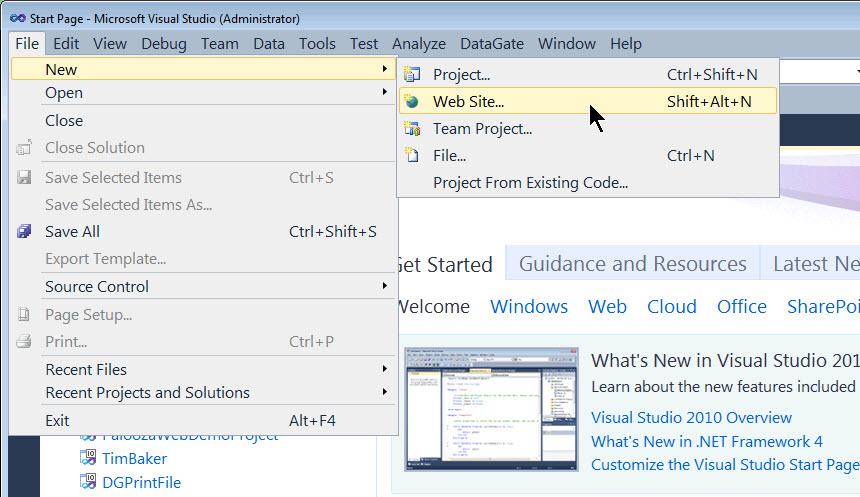 Start Page - Microsoft Visual Studio (Administrator)
File Edit View Debug Team Data Tools Test Analyze DataGate Window Help
New
Open
Close
Close Solution
Save Selected Items Ctrl+S
Save Selected Items As...
Save All Ctrl+Shift+S
Export Template...
Source Control
Page Setup...
Print... Ctrl+P
Recent Files
Recent Projects and Solutions
Exit Alt+F4
Project... Ctrl+Shift+N
Web Site... Shift+Alt+N
Team Project...
File... Ctrl+N
Project From Existing Code...
Get Started Guidance and Resources Latest Ne
Welcome Windows Web Cloud Office SharePoi
What's New in Visual Studio 201
Learn about the new features included
Visual Studio 2010 Overview
What's New in .NET Framework 4
Customize the Visual Studio Start Page
PaloozaWebDemoProject
TimBaker
DGPrintFile